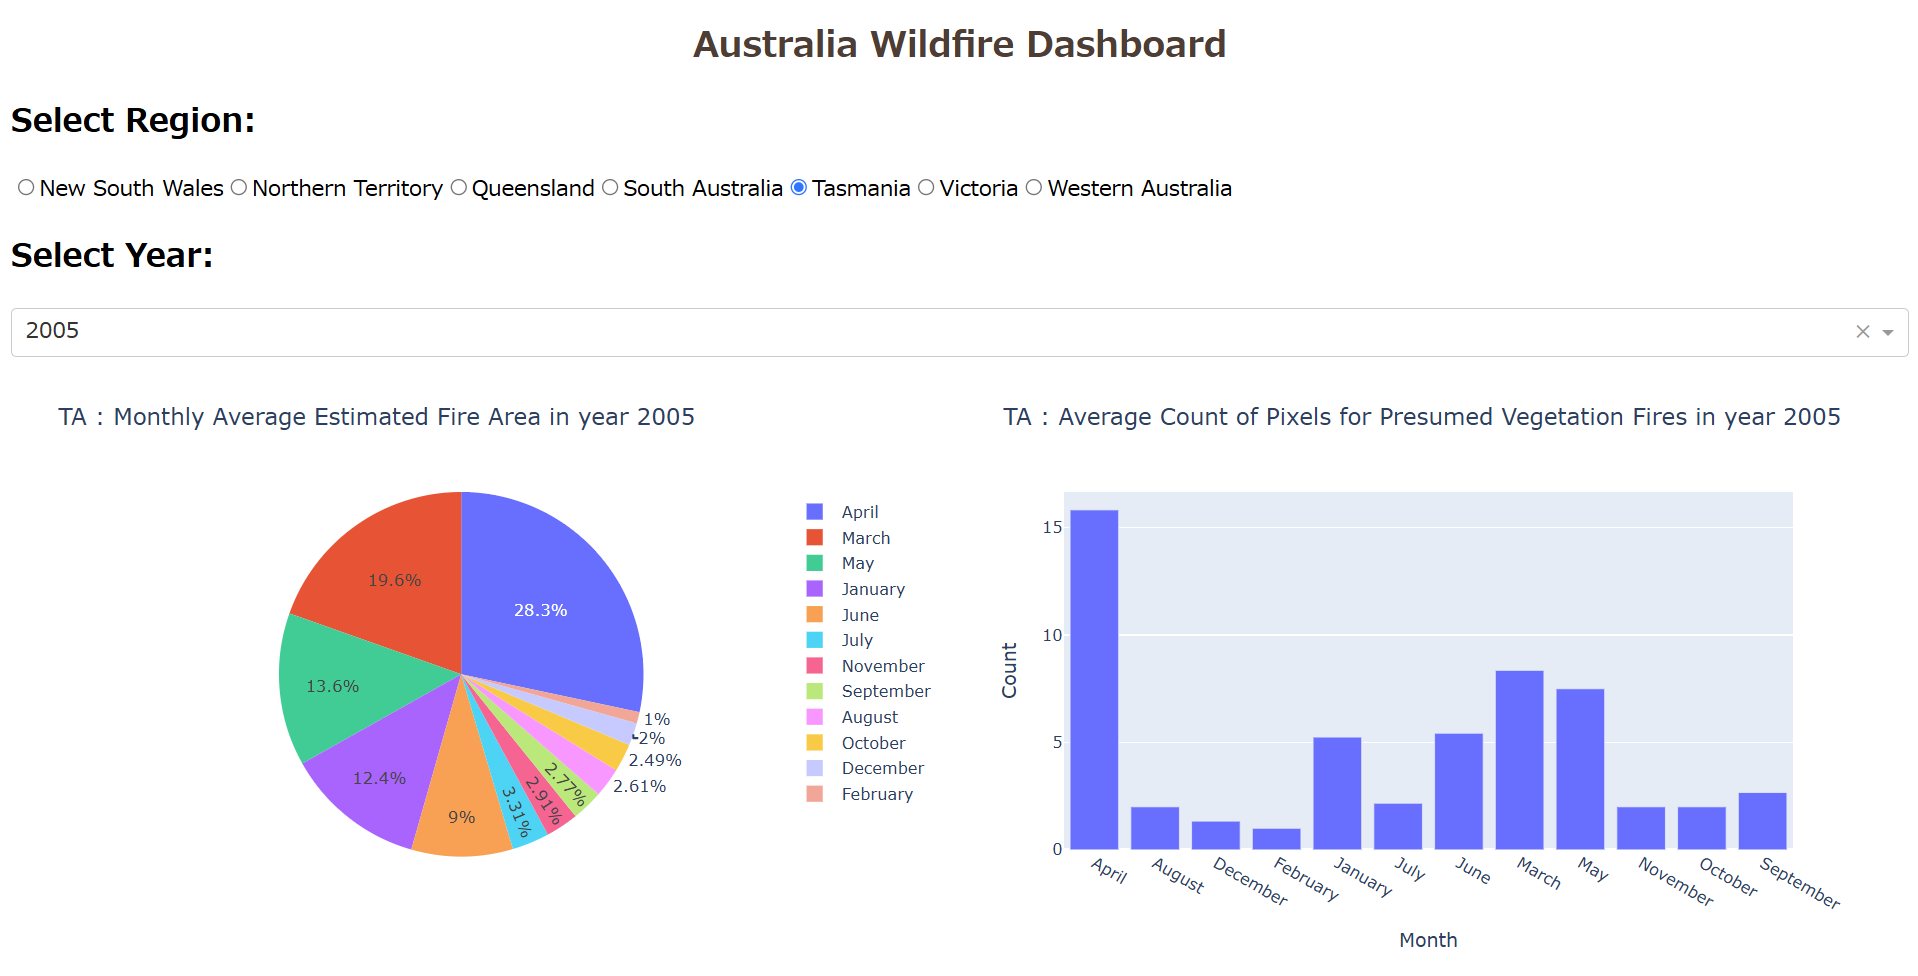 Australia Wildfire Dashboard
Select Region:
New South Wales Northern Territory Queensland South Australia Tasmania Victoria Western Australia
Select Year:
2005
TA : Monthly Average Estimated Fire Area in year 2005
28.3%
19.6%
13.6%
12.4%
9%
3.31%
2.91%
2.77%
2.61%
2.49%
2%
1%
April
March
May
January
June
July
November
September
August
October
December
February
TA : Average Count of Pixels for Presumed Vegetation Fires in year 2005
15
10
5
0
Count
April August December February January July June March May November October September
Month